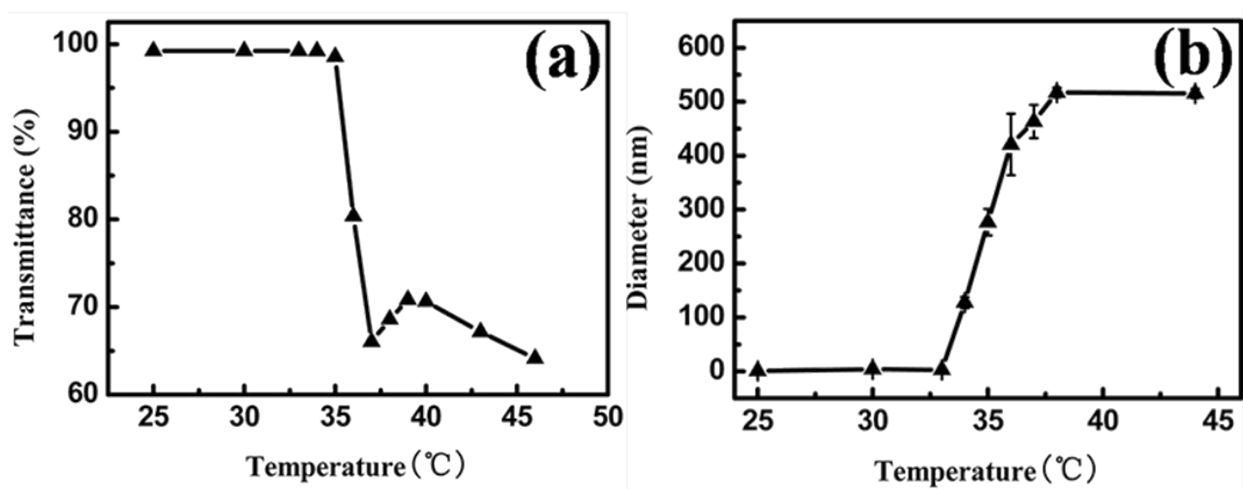 (a)
Transmittance (%)
100
90
80
70
60
25 30 35 40 45 50
Temperature(℃)
(b)
Diameter (nm)
600
500
400
300
200
100
0
25 30 35 40 45
Temperature(℃)